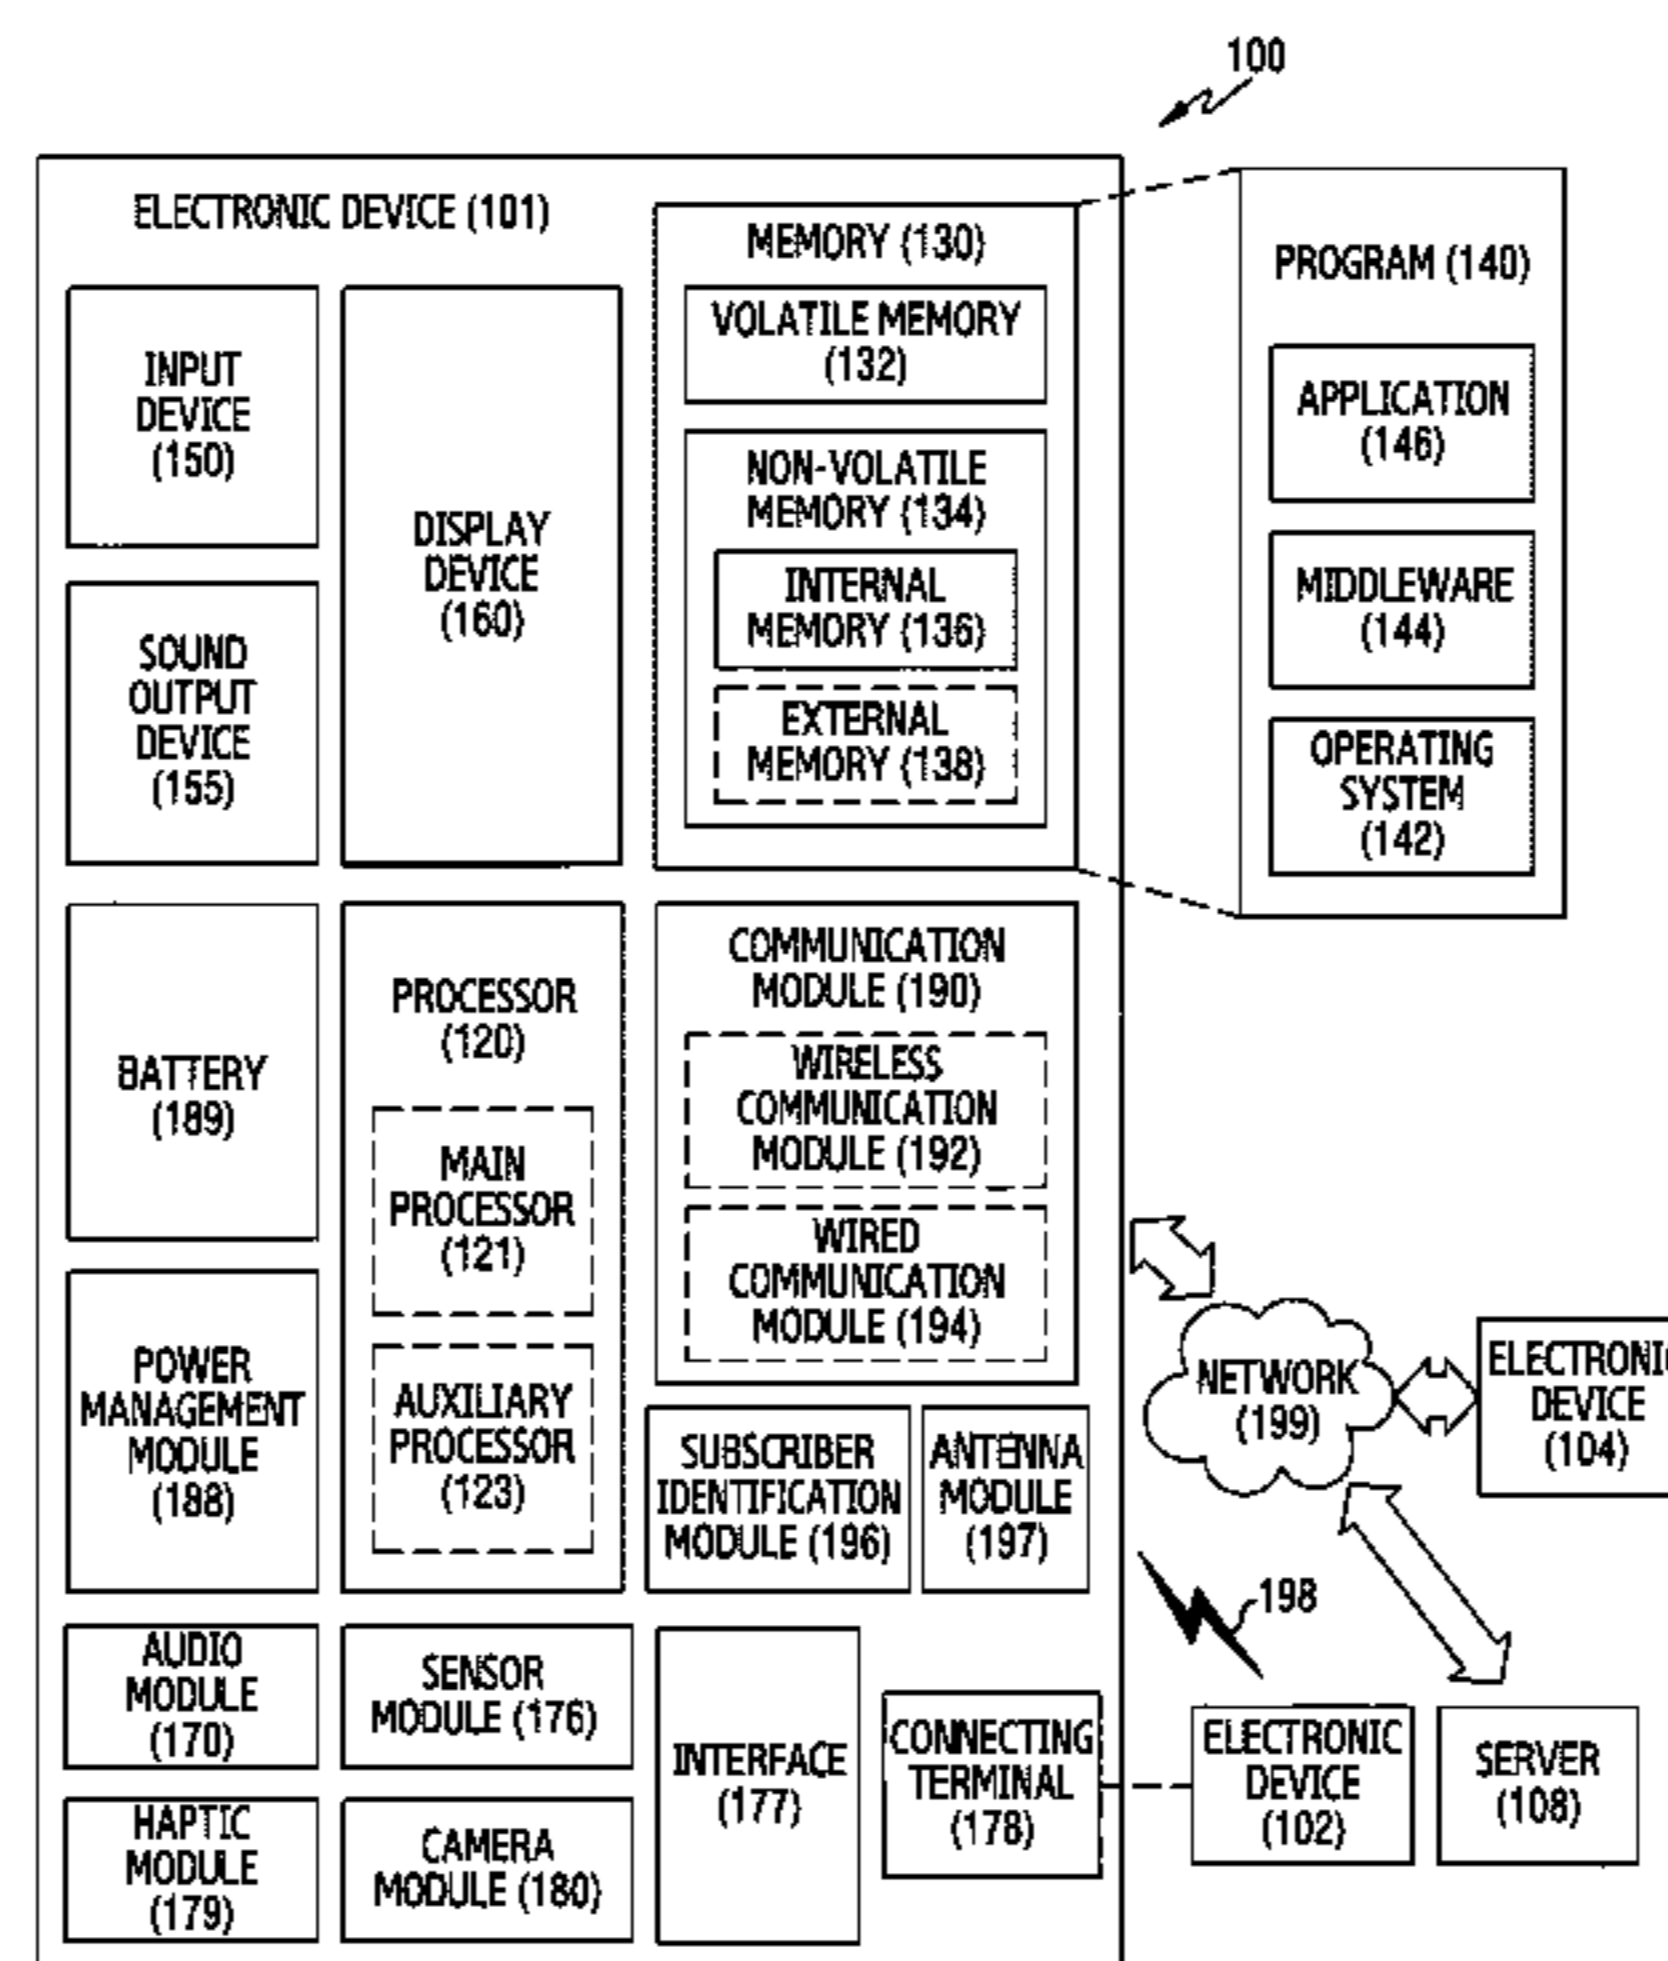 100
ELECTRONIC DEVICE (101)
INPUT
DEVICE
(150)
SOUND
OUTPUT
DEVICE
(155)
DISPLAY
DEVICE
(160)
MEMORY (130)
VOLATILE MEMORY
(132)
NON-VOLATILE
MEMORY (134)
INTERNAL
MEMORY (136)
EXTERNAL
MEMORY (138)
PROGRAM (140)
APPLICATION
(146)
MIDDLEWARE
(144)
OPERATING
SYSTEM
(142)
BATTERY
(189)
POWER
MANAGEMENT
MODULE
(188)
PROCESSOR
(120)
MAIN
PROCESSOR
(121)
AUXILIARY
PROCESSOR
(123)
COMMUNICATION
MODULE (190)
WIRELESS
COMMUNICATION
MODULE (192)
WIRED
COMMUNICATION
MODULE (194)
SUBSCRIBER
IDENTIFICATION
MODULE (196)
ANTENNA
MODULE
(197)
NETWORK
(199)
ELECTRONIC
DEVICE
(104)
198
AUDIO
MODULE
(170)
SENSOR
MODULE (176)
HAPTIC
MODULE
(179)
CAMERA
MODULE (180)
INTERFACE
(177)
CONNECTING
TERMINAL
(178)
ELECTRONIC
DEVICE
(102)
SERVER
(108)